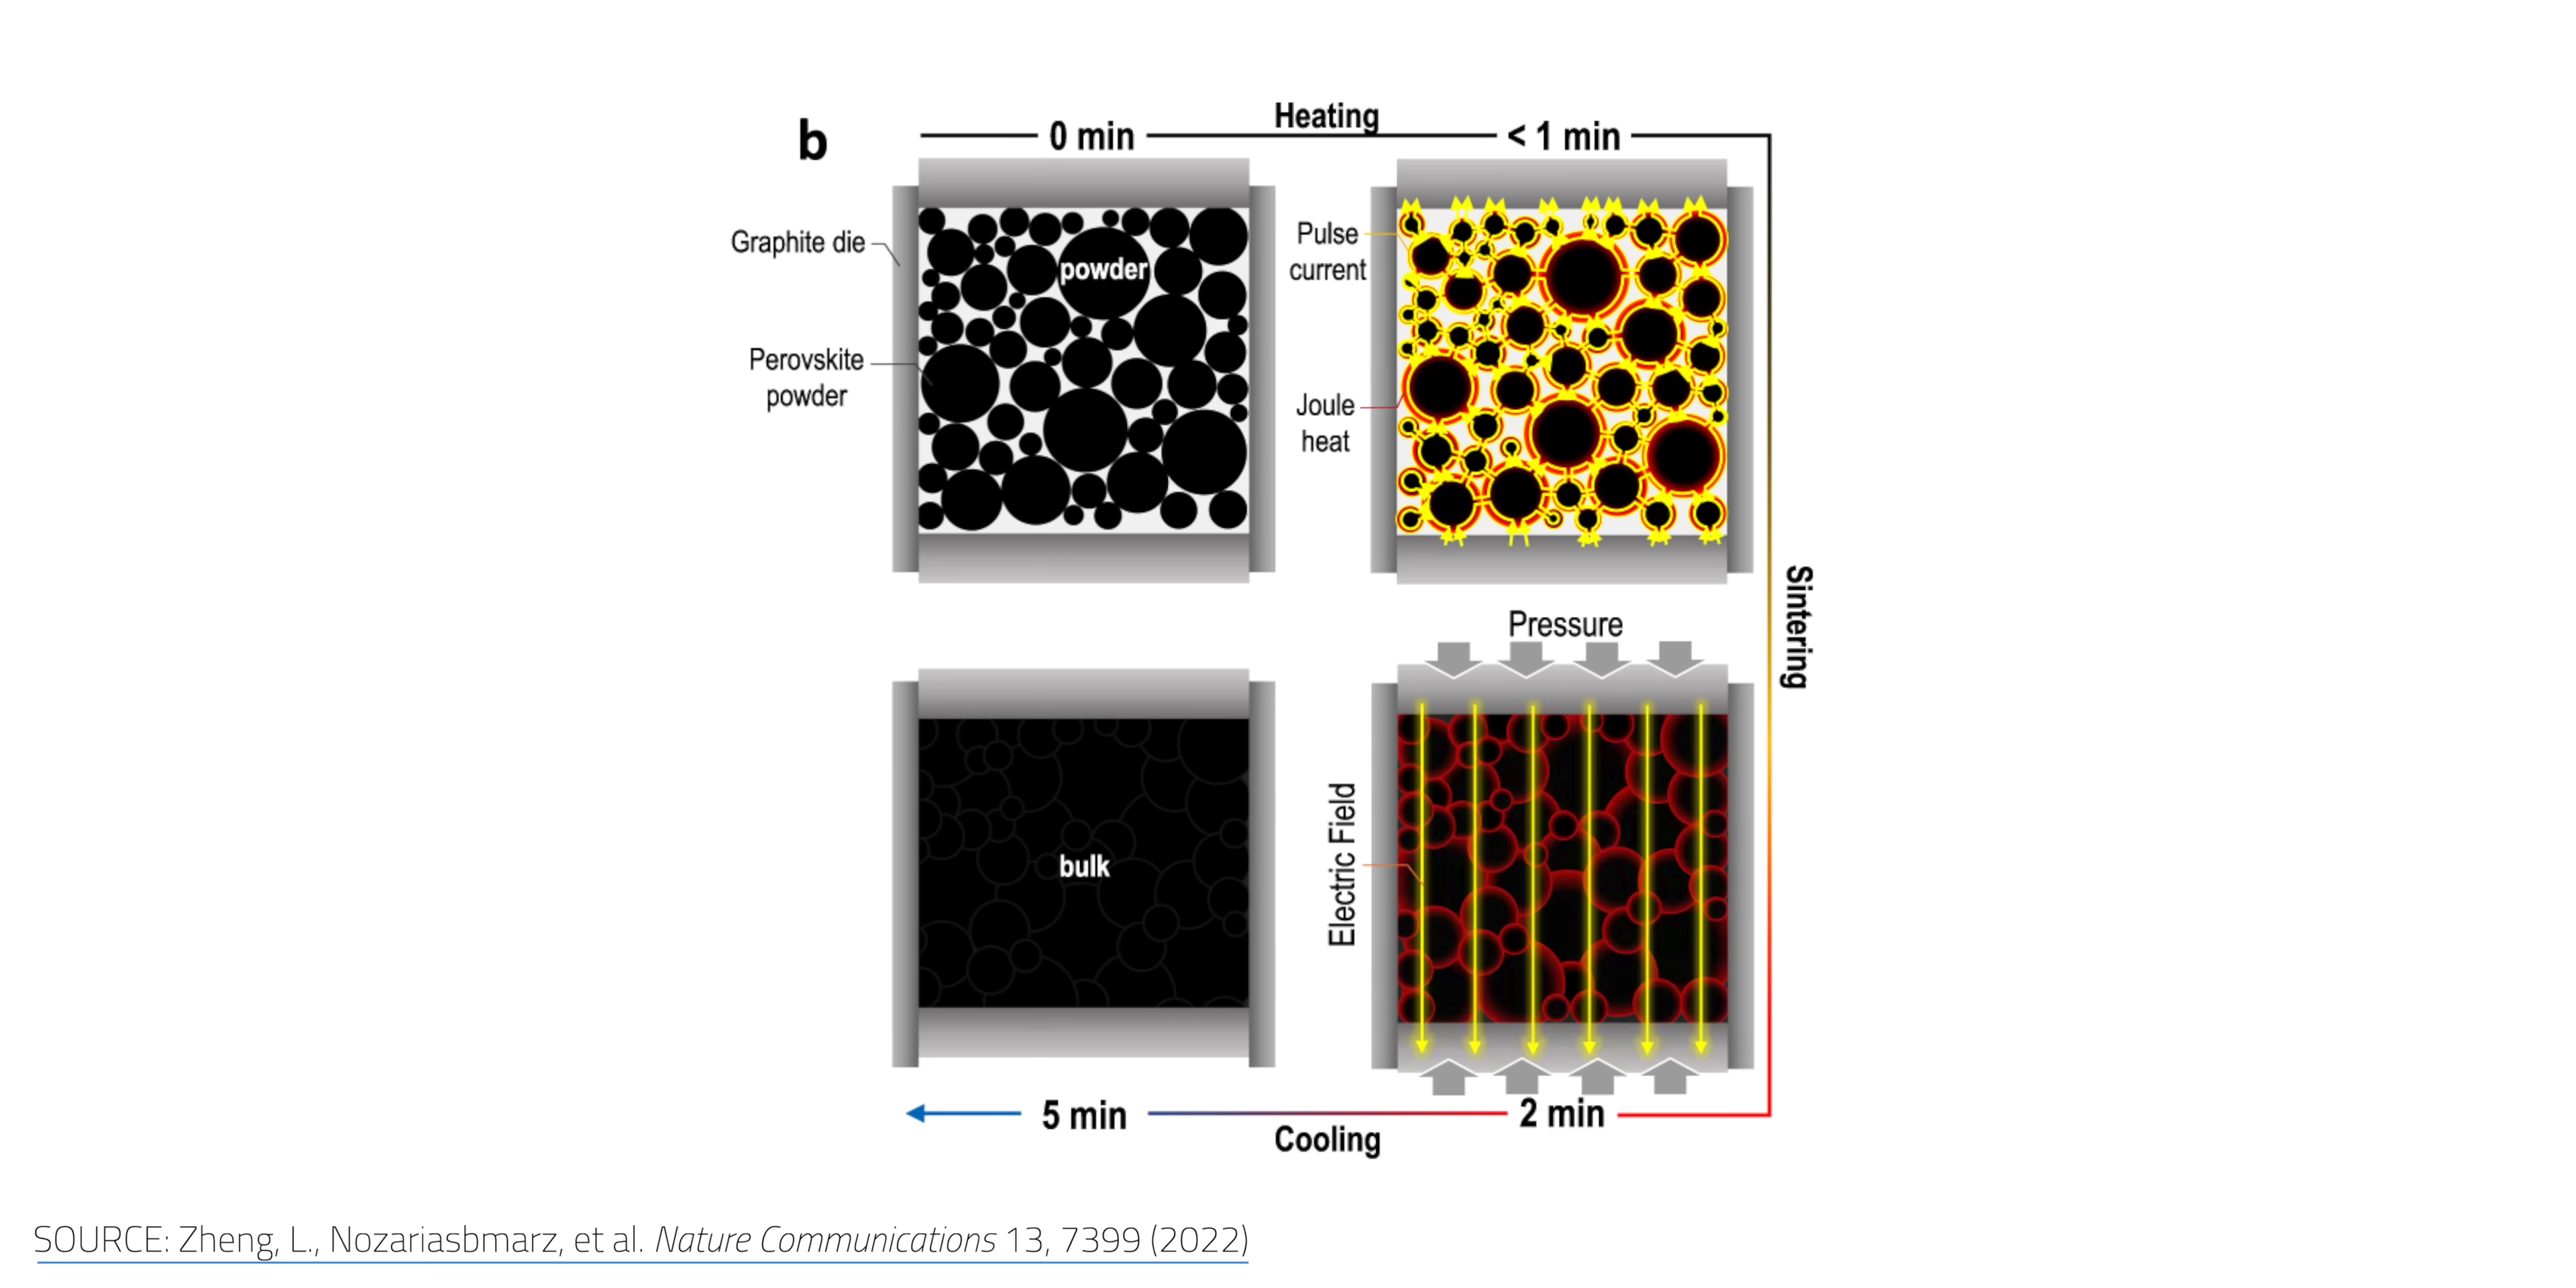 b
Heating
0 min
< 1 min
Graphite die
powder
Perovskite
powder
Pulse
current
Joule
heat
Sintering
Pressure
Electric Field
bulk
5 min
2 min
Cooling
SOURCE: Zheng, L., Nozariasbmarz, et al. Nature Communications 13, 7399 (2022)